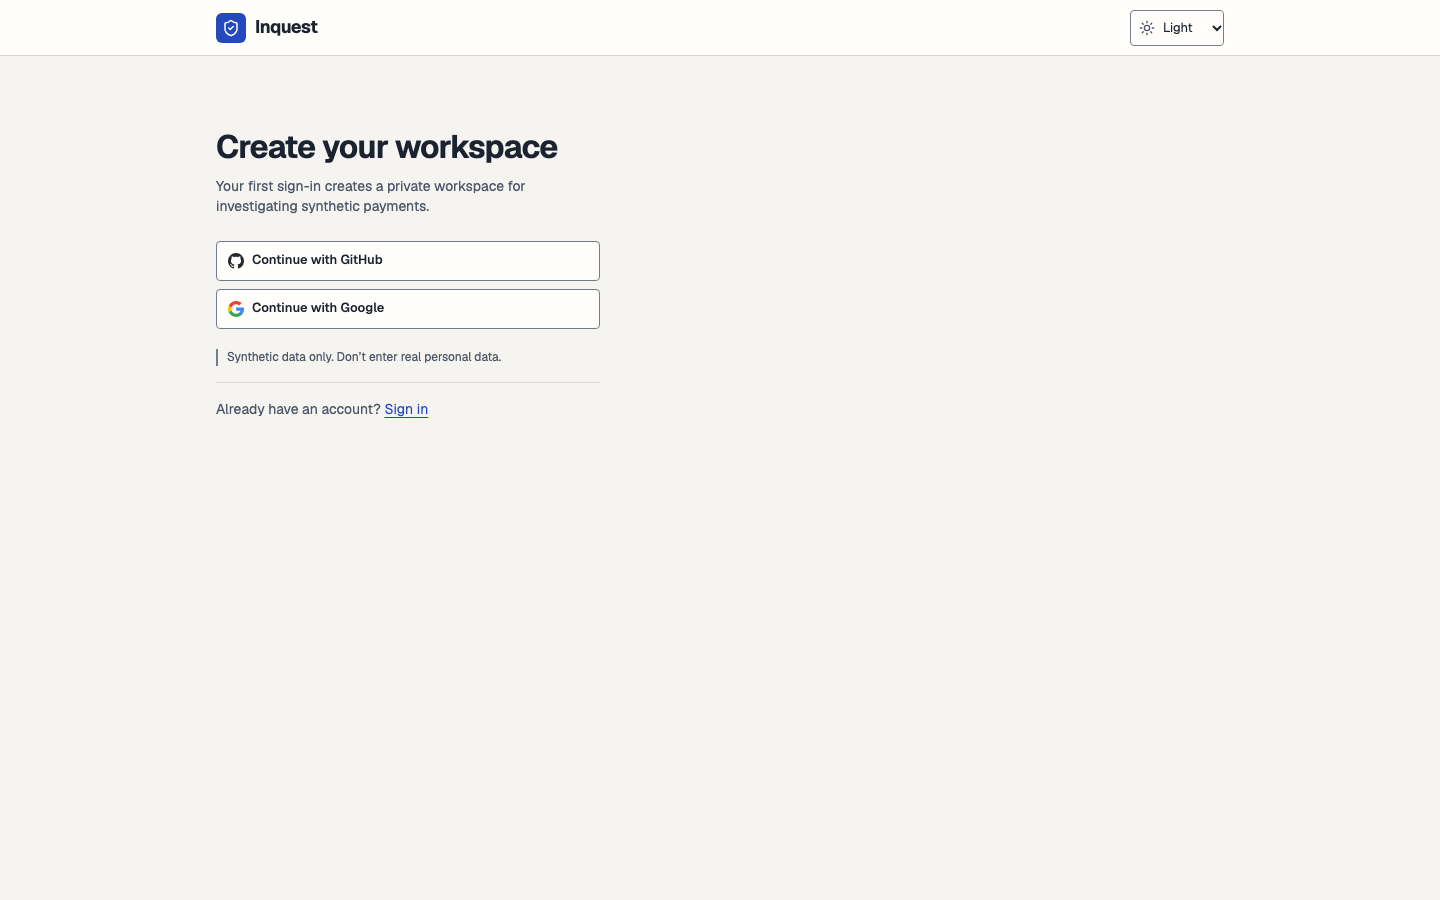 Inquest
Light
Create your workspace
Your first sign-in creates a private workspace for
investigating synthetic payments.
Continue with GitHub
Continue with Google
Synthetic data only. Don’t enter real personal data.
Already have an account? Sign in